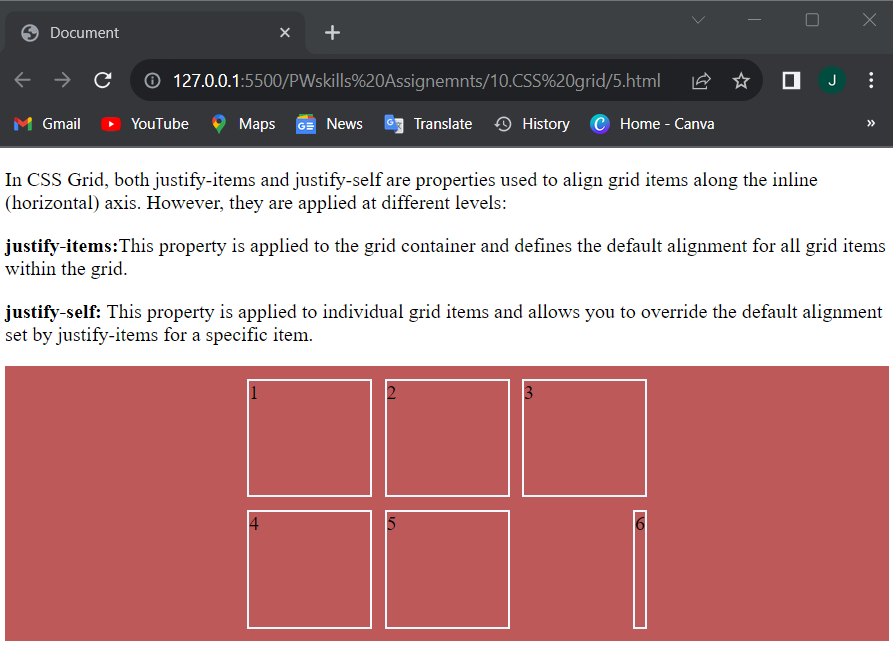 Document
127.0.0.1:5500/PWskills%20Assignemnts/10.CSS%20grid/5.html
J
Gmail YouTube Maps GE News G Translate History C Home - Canva »
In CSS Grid, both justify-items and justify-self are properties used to align grid items along the inline
(horizontal) axis. However, they are applied at different levels:
justify-items:This property is applied to the grid container and defines the default alignment for all grid items
within the grid.
justify-self: This property is applied to individual grid items and allows you to override the default alignment
set by justify-items for a specific item.
1 2 3
4 5 6